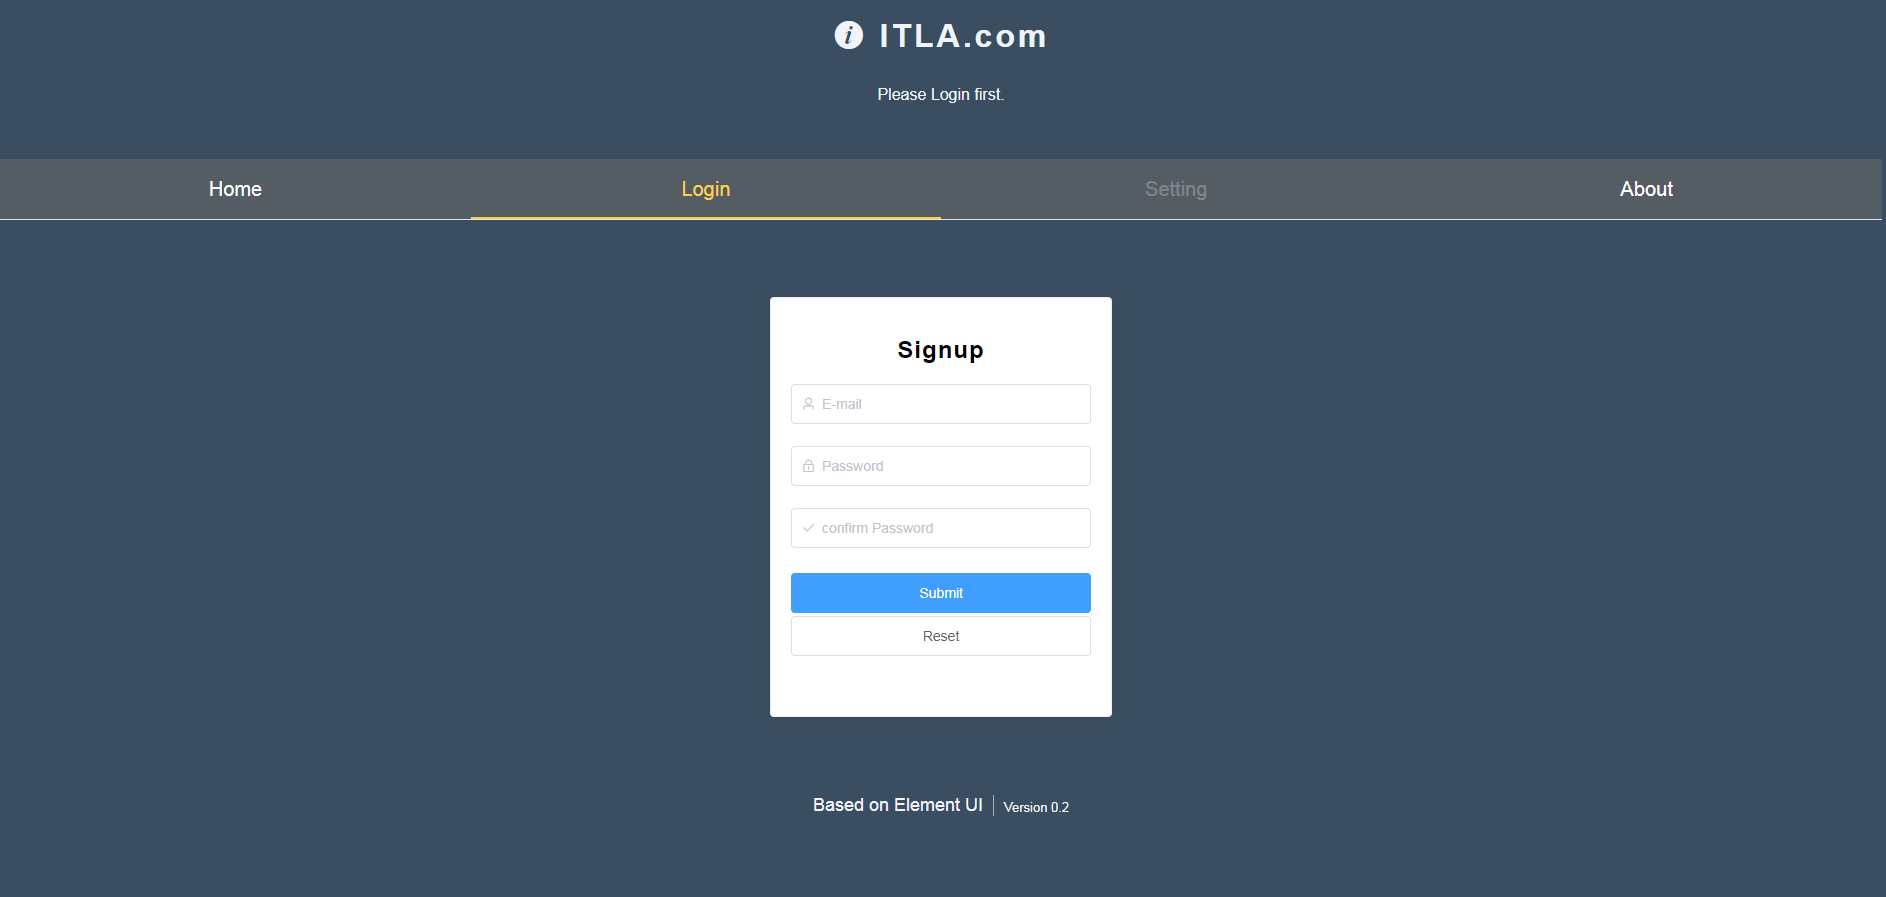 ITLA.com
Please Login first.
Home Login Setting About
Signup
E-mail
Password
confirm Password
Submit
Reset
Based on Element UI Version 0.2